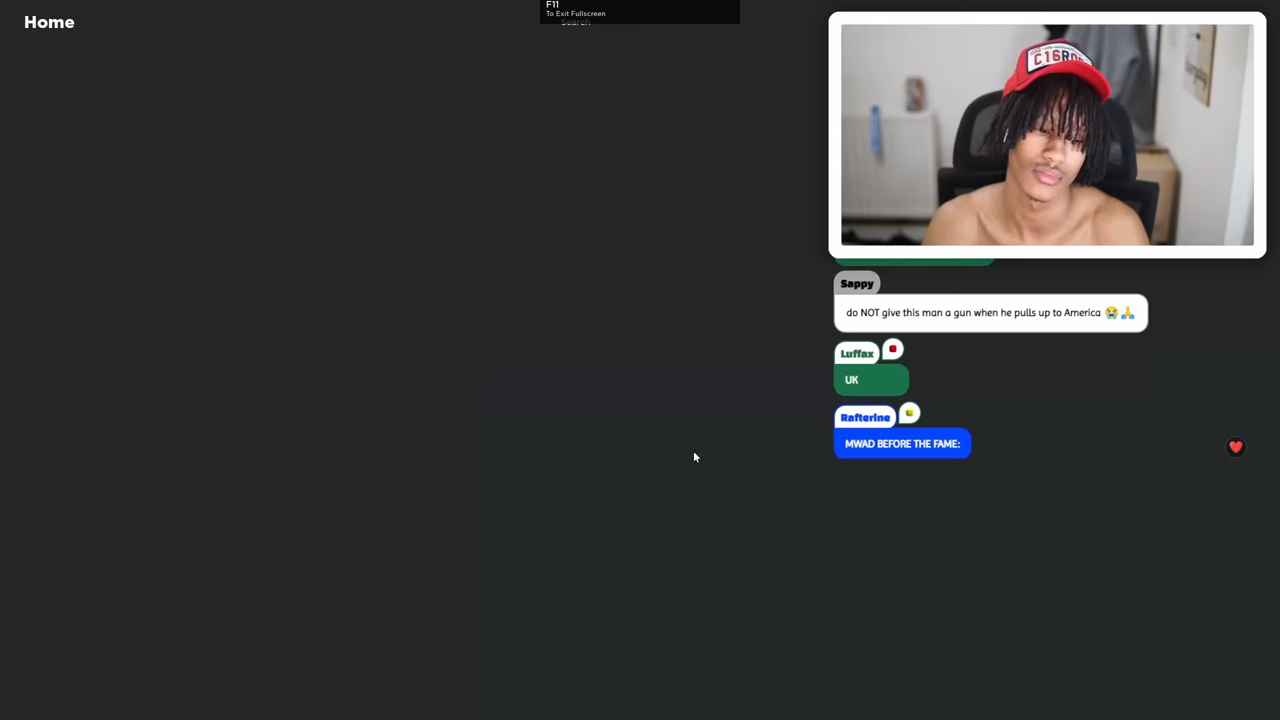 Home
F11
To Exit Fullscreen
Search
Sappy
do NOT give this man a gun when he pulls up to America 😭🙏
Luffax
UK
Rafterine
MWAD BEFORE THE FAME: